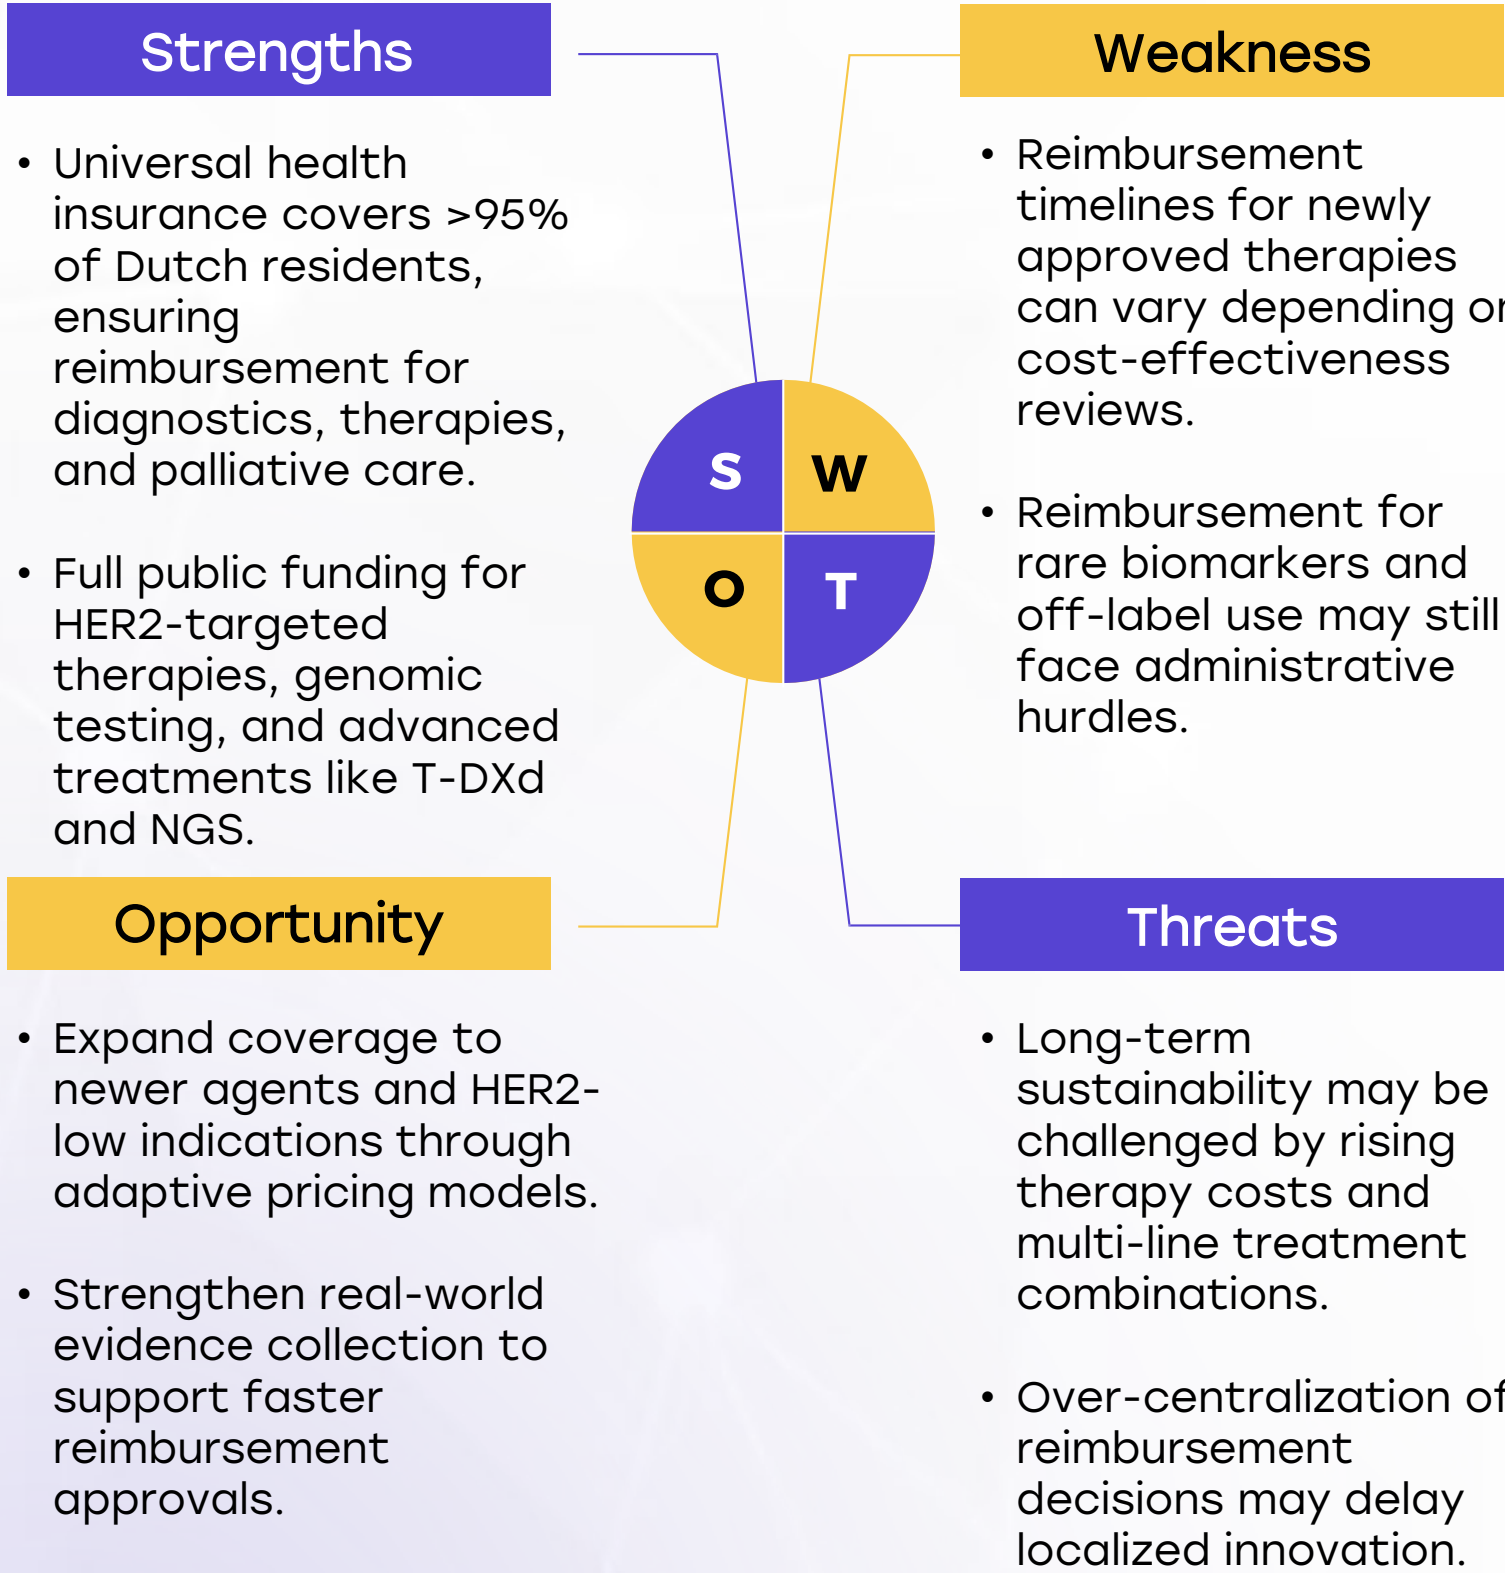 Strengths
• Universal health
insurance covers >95%
of Dutch residents,
ensuring
reimbursement for
diagnostics, therapies,
and palliative care.
• Full public funding for
HER2-targeted
therapies, genomic
testing, and advanced
treatments like T-DXd
and NGS.
Weakness
• Reimbursement
timelines for newly
approved therapies
can vary depending on
cost-effectiveness
reviews.
• Reimbursement for
rare biomarkers and
off-label use may still
face administrative
hurdles.
S
W
O
T
Opportunity
• Expand coverage to
newer agents and HER2-
low indications through
adaptive pricing models.
• Strengthen real-world
evidence collection to
support faster
reimbursement
approvals.
Threats
• Long-term
sustainability may be
challenged by rising
therapy costs and
multi-line treatment
combinations.
• Over-centralization of
reimbursement
decisions may delay
localized innovation.